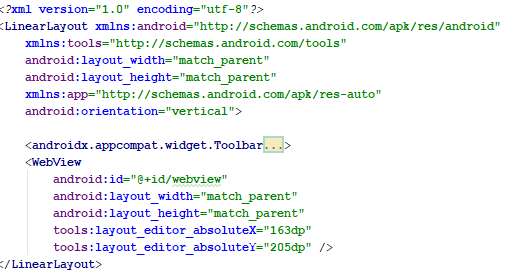 <?xml version="1.0" encoding="utf-8"?>
<LinearLayout xmlns:android="http://schemas.android.com/apk/res/android"
    xmlns:tools="http://schemas.android.com/tools"
    android:layout_width="match_parent"
    android:layout_height="match_parent"
    xmlns:app="http://schemas.android.com/apk/res-auto"
    android:orientation="vertical">

    <androidx.appcompat.widget.Toolbar...>
    <WebView
        android:id="@+id/webview"
        android:layout_width="match_parent"
        android:layout_height="match_parent"
        tools:layout_editor_absoluteX="163dp"
        tools:layout_editor_absoluteY="205dp" />
</LinearLayout>